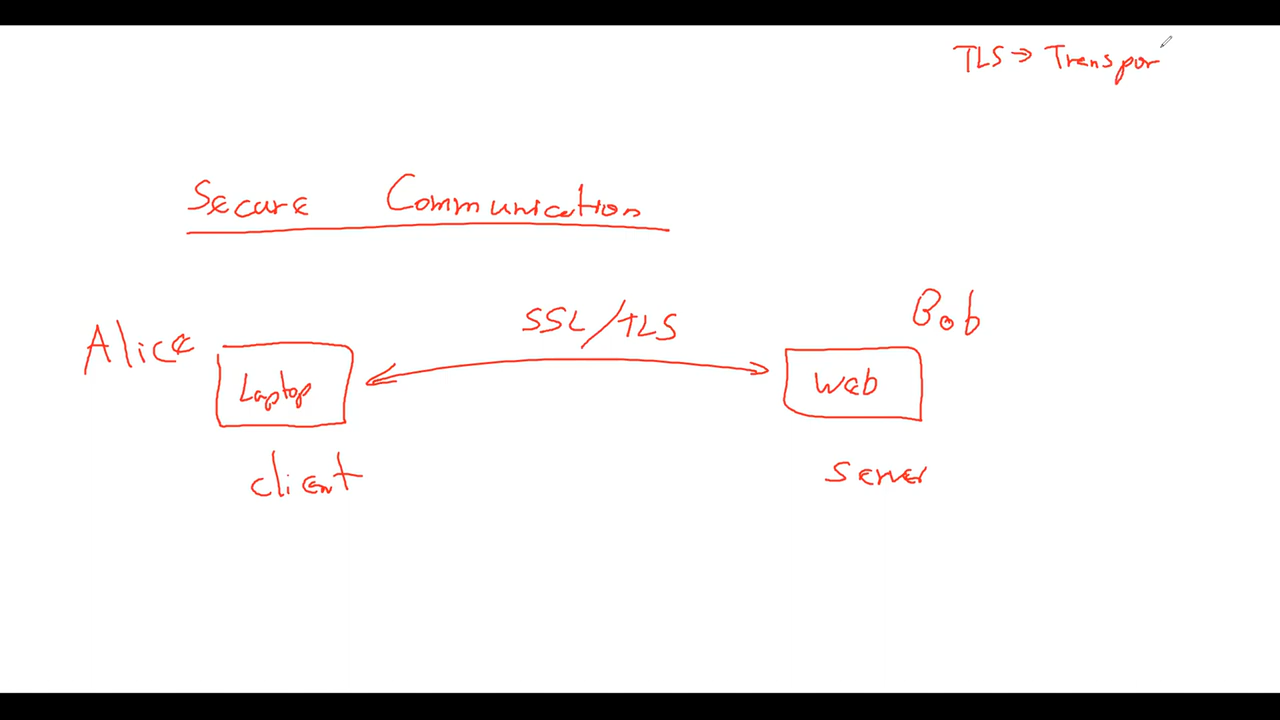 TLS → Transpor
Secure Communication
SSL/TLS
Bob
Alice
Laptop
Web
client
server